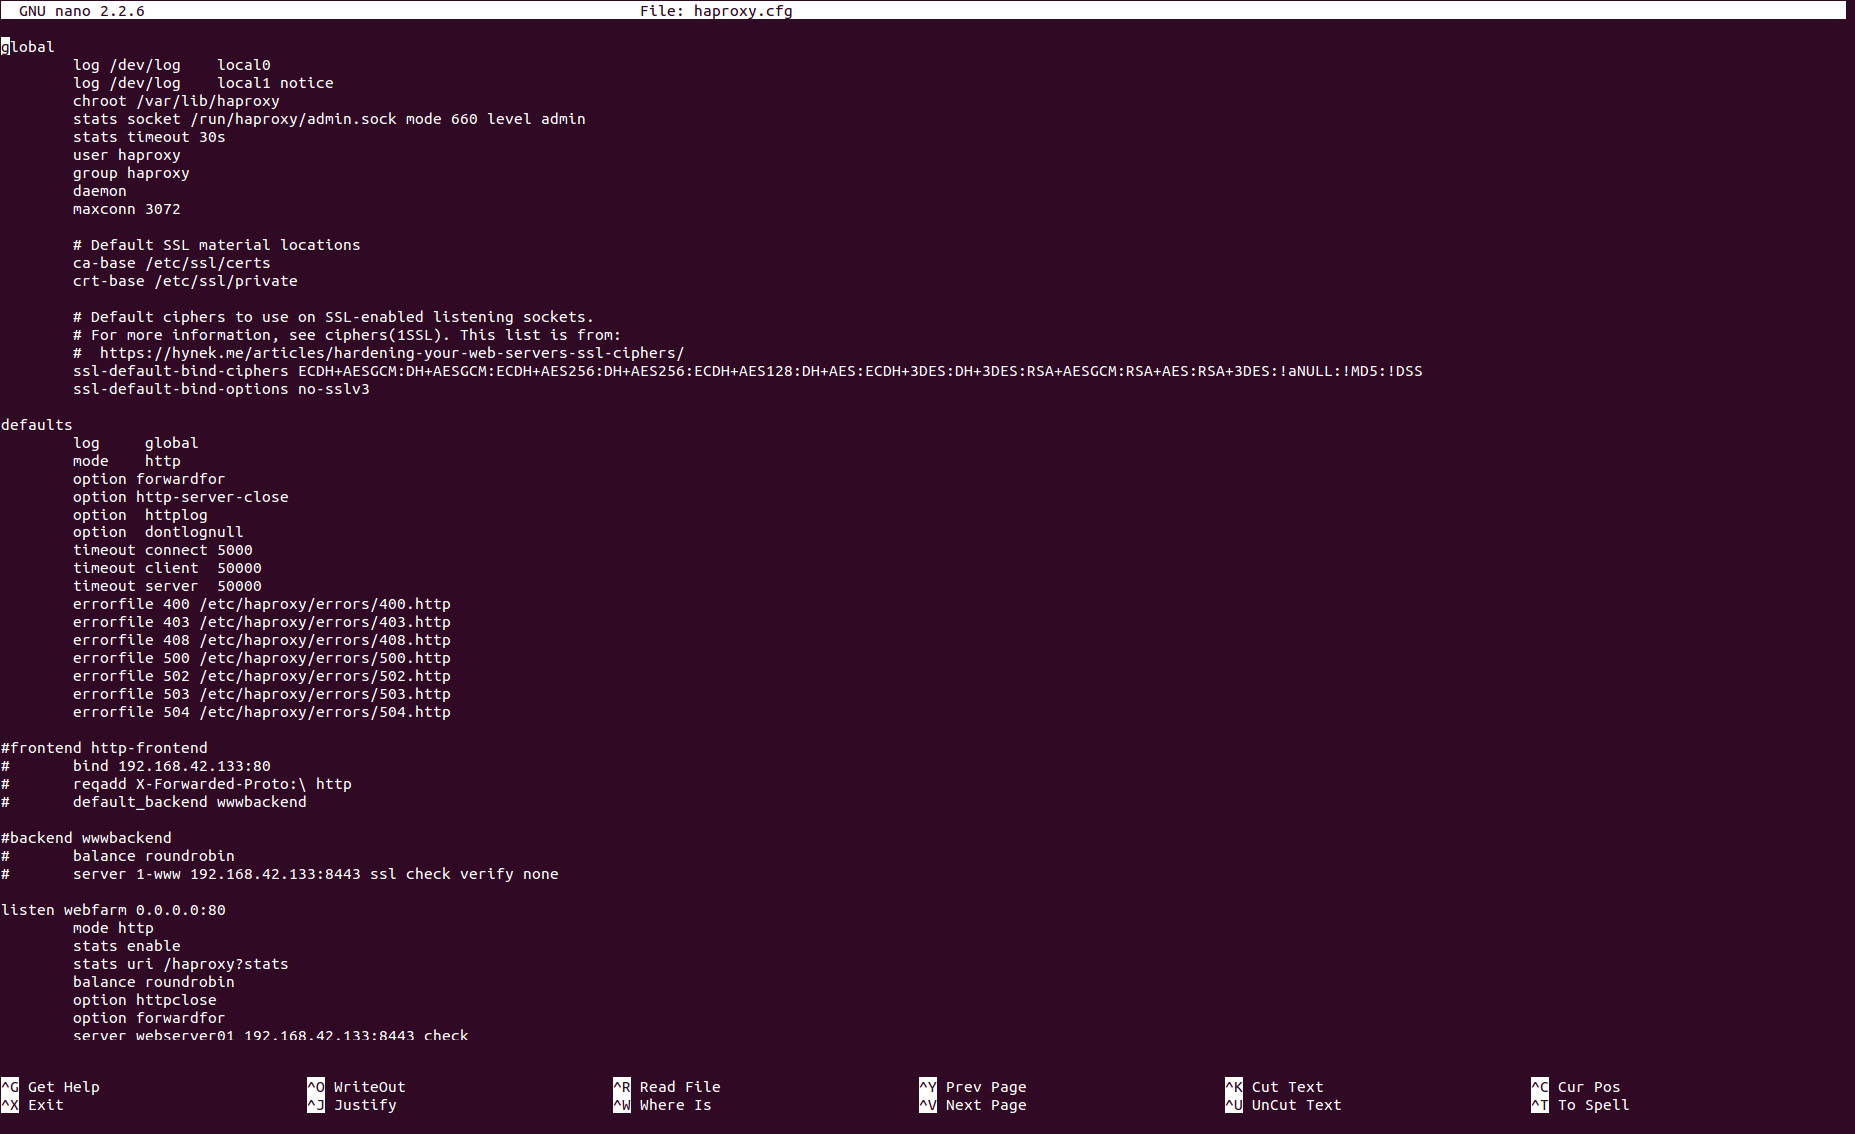 GNU nano 2.2.6 File: haproxy.cfg
global
log /dev/log local0
log /dev/log local1 notice
chroot /var/lib/haproxy
stats socket /run/haproxy/admin.sock mode 660 level admin
stats timeout 30s
user haproxy
group haproxy
daemon
maxconn 3072
# Default SSL material locations
ca-base /etc/ssl/certs
crt-base /etc/ssl/private
# Default ciphers to use on SSL-enabled listening sockets.
# For more information, see ciphers(1SSL). This list is from:
#  https://hynek.me/articles/hardening-your-web-servers-ssl-ciphers/
ssl-default-bind-ciphers ECDH+AESGCM:DH+AESGCM:ECDH+AES256:DH+AES256:ECDH+AES128:DH+AES:ECDH+3DES:DH+3DES:RSA+AESGCM:RSA+AES:RSA+3DES:!aNULL:!MD5:!DSS
ssl-default-bind-options no-sslv3
defaults
log global
mode http
option forwardfor
option http-server-close
option httplog
option dontlognull
timeout connect 5000
timeout client 50000
timeout server 50000
errorfile 400 /etc/haproxy/errors/400.http
errorfile 403 /etc/haproxy/errors/403.http
errorfile 408 /etc/haproxy/errors/408.http
errorfile 500 /etc/haproxy/errors/500.http
errorfile 502 /etc/haproxy/errors/502.http
errorfile 503 /etc/haproxy/errors/503.http
errorfile 504 /etc/haproxy/errors/504.http
#frontend http-frontend
# bind 192.168.42.133:80
# reqadd X-Forwarded-Proto:\ http
# default_backend wwwbackend
#backend wwwbackend
# balance roundrobin
# server 1-www 192.168.42.133:8443 ssl check verify none
listen webfarm 0.0.0.0:80
mode http
stats enable
stats uri /haproxy?stats
balance roundrobin
option httpclose
option forwardfor
server webserver01 192.168.42.133:8443 check
^G Get Help ^O WriteOut ^R Read File ^Y Prev Page ^K Cut Text ^C Cur Pos
^X Exit ^J Justify ^W Where Is ^V Next Page ^U UnCut Text ^T To Spell